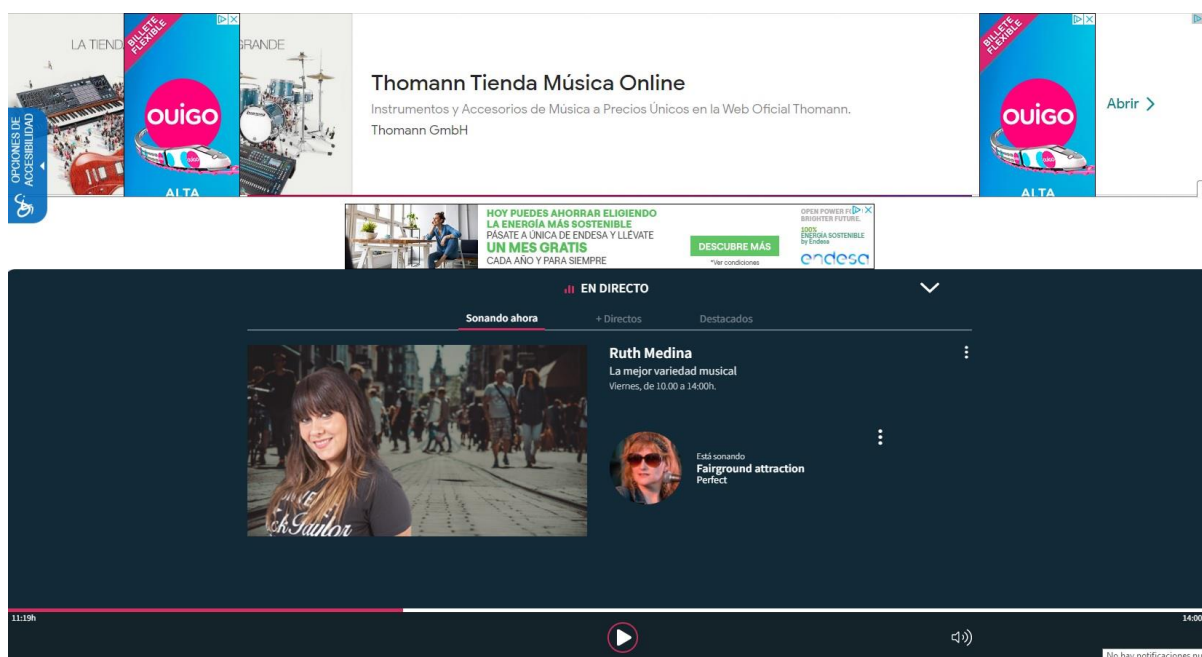 LA TIEND
BILLETE
FLEXIBLE
GRANDE
OUIGO
ALTA
Thomann Tienda Música Online
Instrumentos y Accesorios de Música a Precios Únicos en la Web Oficial Thomann.
Thomann GmbH
BILLETE
FLEXIBLE
OUIGO
ALTA
Abrir >
OPCIONES DE
ACCESIBILIDAD
HOY PUEDES AHORRAR ELIGIENDO
LA ENERGÍA MÁS SOSTENIBLE
PÁSATE A ÚNICA DE ENDESA Y LLÉVATE
UN MES GRATIS
CADA AÑO Y PARA SIEMPRE
DESCUBRE MÁS
*Ver condiciones
OPEN POWER F
BRIGHTER FUTURE.
100%
ENERGÍA SOSTENIBLE
by Endesa
endesa
EN DIRECTO
Sonando ahora + Directos Destacados
Ruth Medina
La mejor variedad musical
Viernes, de 10.00 a 14:00h.
Está sonando
Fairground attraction
Perfect
11:19h
14:00
No hay notificaciones nu